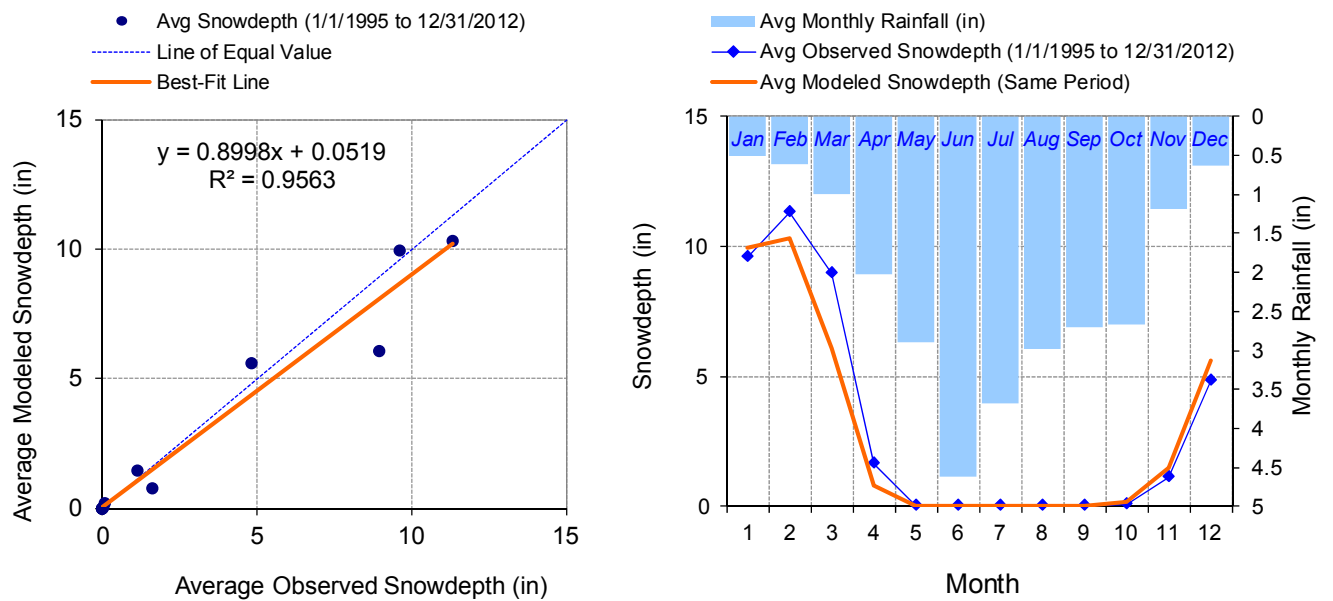 Avg Snowdepth (1/1/1995 to 12/31/2012)
Line of Equal Value
Best-Fit Line
15
10
5
0
y = 0.8998x + 0.0519
R² = 0.9563
0 5 10 15
Average Modeled Snowdepth (in)
Average Observed Snowdepth (in)
Avg Monthly Rainfall (in)
Avg Observed Snowdepth (1/1/1995 to 12/31/2012)
Avg Modeled Snowdepth (Same Period)
15
10
5
0
Snowdepth (in)
Jan Feb Mar Apr May Jun Jul Aug Sep Oct Nov Dec
0
0.5
1
1.5
2
2.5
3
3.5
4
4.5
5
Monthly Rainfall (in)
1 2 3 4 5 6 7 8 9 10 11 12
Month